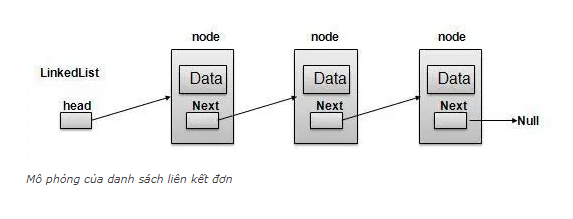 node node node
LinkedList
Data Data Data
head Next Next Next
Null
Mô phỏng của danh sách liên kết đơn